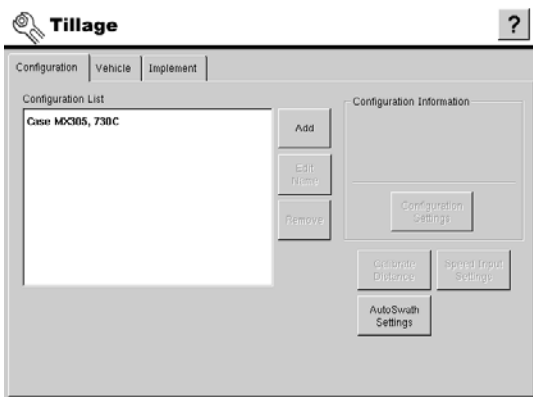 Tillage
?
Configuration
Vehicle
Implement
Configuration List
Configuration Information
Case MX305, 730C
Add
Edit
Name
Remove
Configuration
Settings
Calibrate
Distance
Speed Input
Settings
AutoSwath
Settings